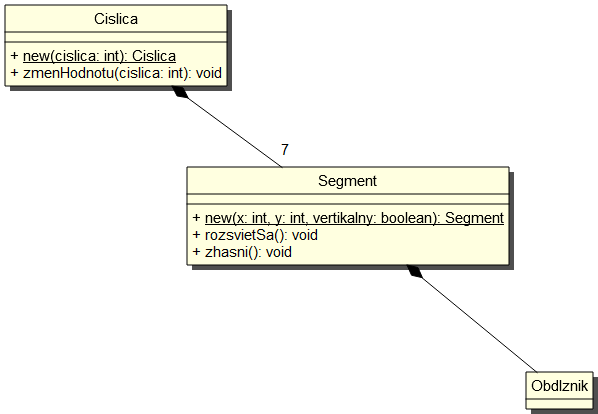 Cislica
+ new(cislica: int): Cislica
+ zmenHodnotu(cislica: int): void
7
Segment
+ new(x: int, y: int, vertikalny: boolean): Segment
+ rozsvietSa(): void
+ zhasni(): void
Obdlznik